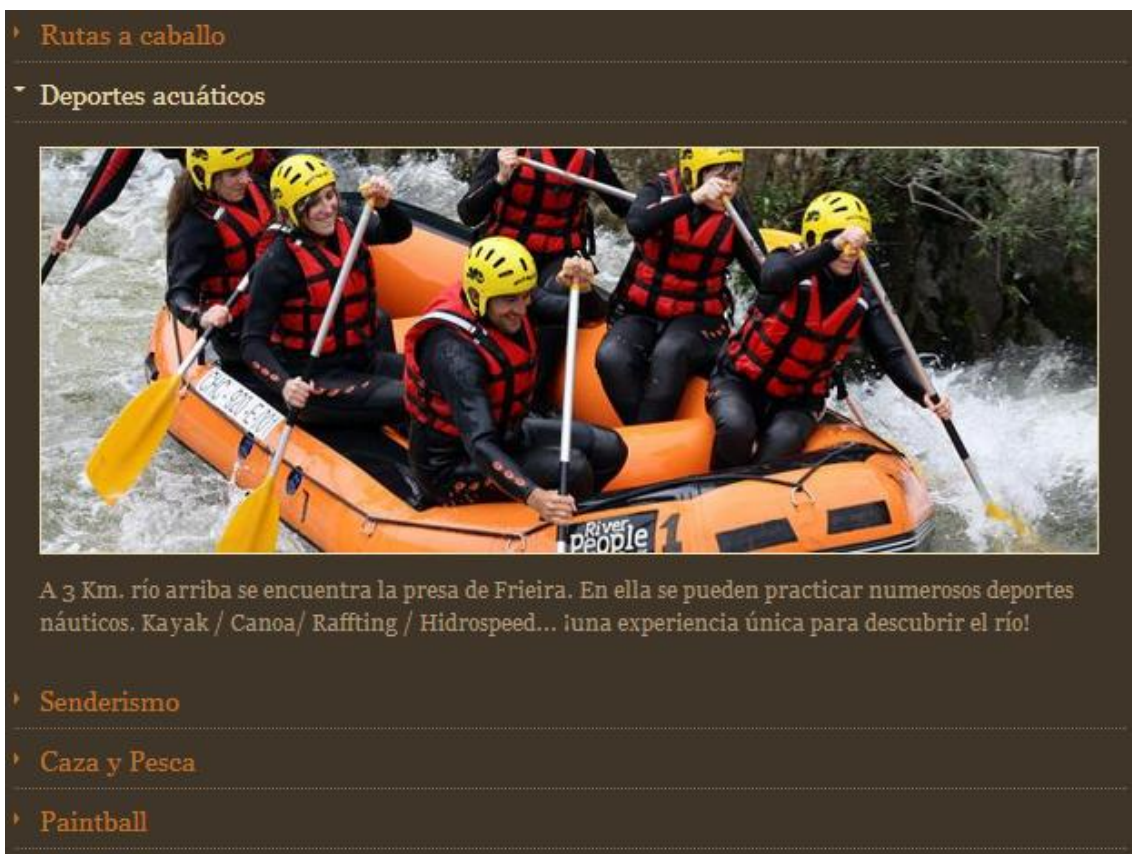 Rutas a caballo
Deportes acuáticos
River
people 1
A 3 Km. río arriba se encuentra la presa de Frieira. En ella se pueden practicar numerosos deportes
náuticos. Kayak / Canoa/ Raffting / Hidrospeed... ¡una experiencia única para descubrir el río!
Senderismo
Caza y Pesca
Paintball